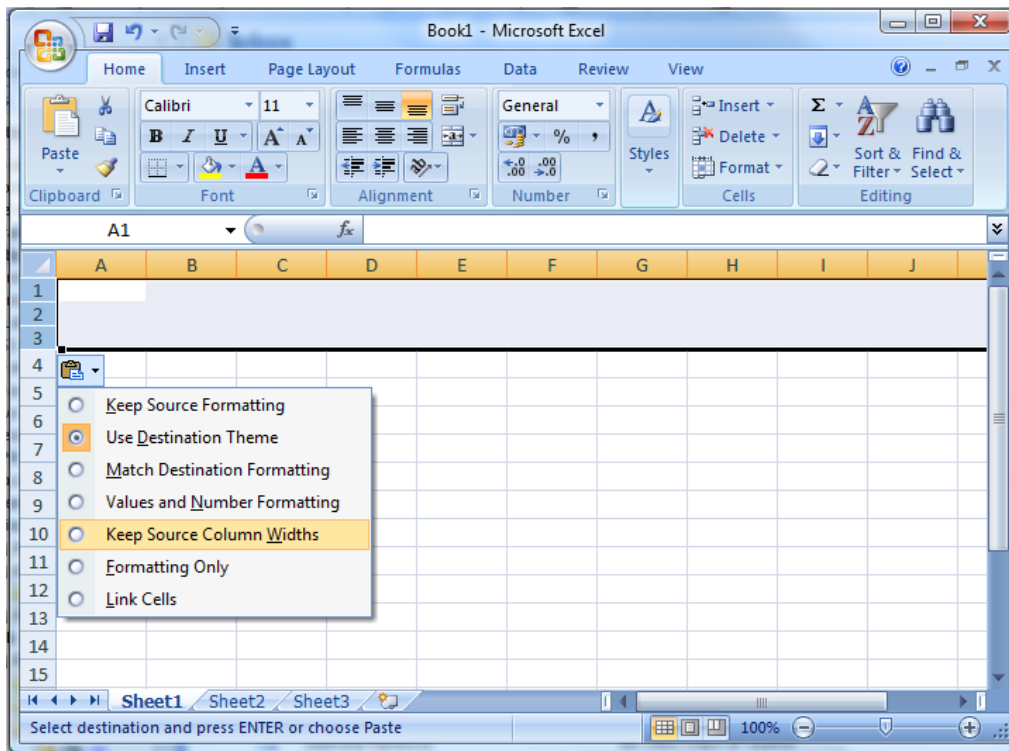 Book1 - Microsoft Excel
Home Insert Page Layout Formulas Data Review View
Calibri 11 General Insert Σ
B I U A A % , Delete
Paste A .0 .00 Styles Format Sort & Find &
.00 .0 Filter Select
Clipboard Font Alignment Number Cells Editing
A1 fx
A B C D E F G H I J
1
2
3
4
5
6
7
8
9
10
11
12
13
14
15
Keep Source Formatting
Use Destination Theme
Match Destination Formatting
Values and Number Formatting
Keep Source Column Widths
Formatting Only
Link Cells
Sheet1 Sheet2 Sheet3
Select destination and press ENTER or choose Paste 100%